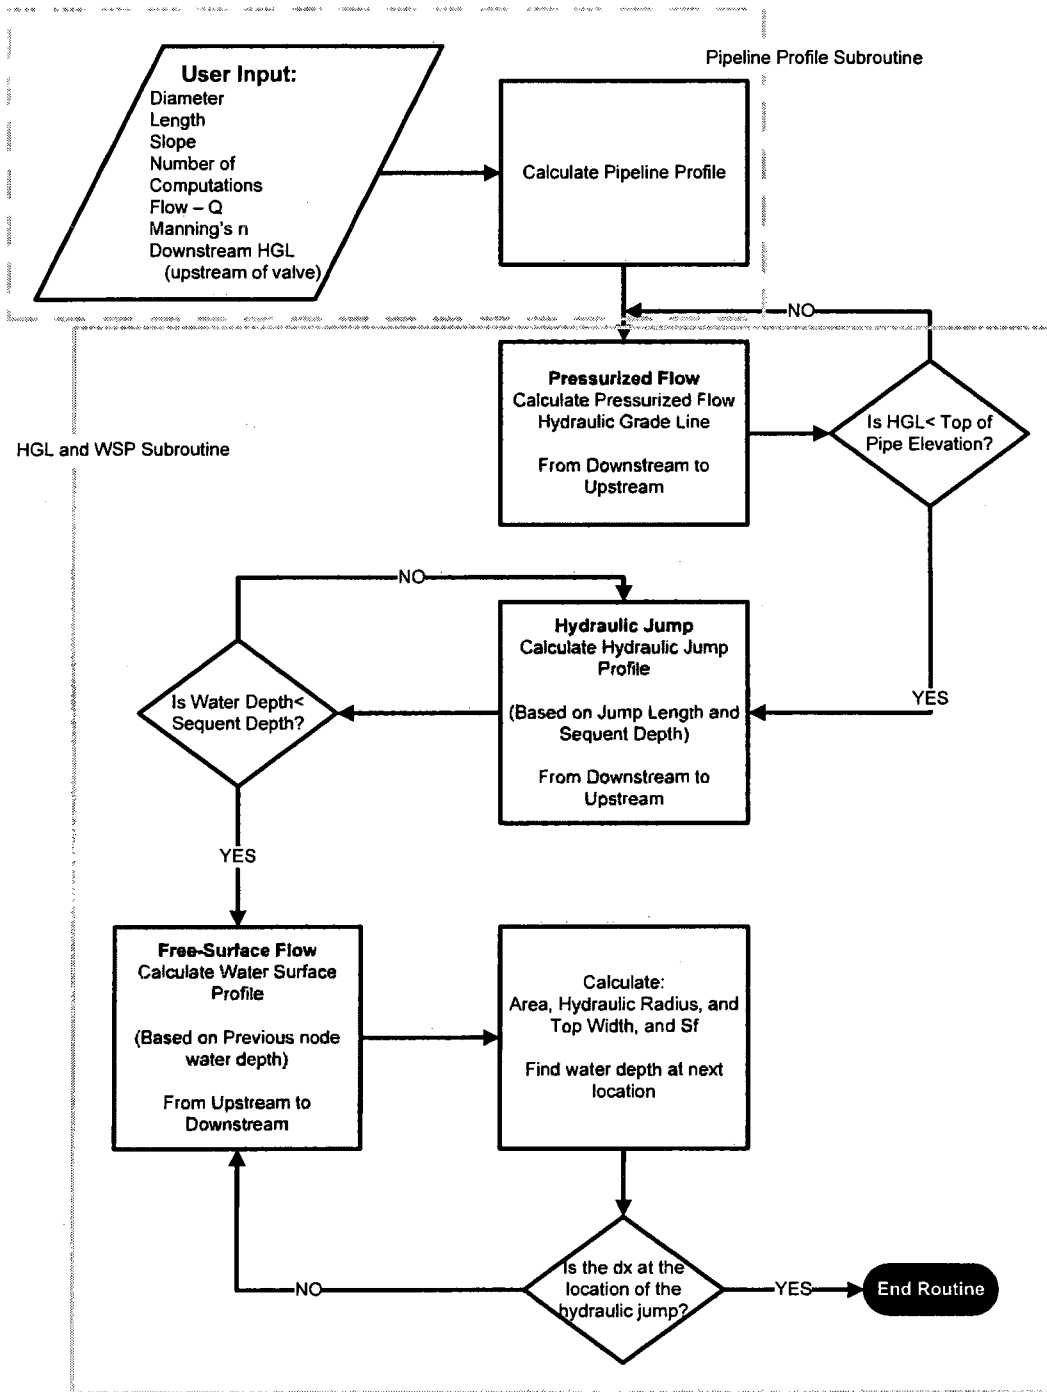 Pipeline Profile Subroutine
User Input:
Diameter
Length
Slope
Number of
Computations
Flow – Q
Manning's n
Downstream HGL
(upstream of valve)
Calculate Pipeline Profile
NO
Pressurized Flow
Calculate Pressurized Flow
Hydraulic Grade Line
From Downstream to
Upstream
Is HGL< Top of
Pipe Elevation?
HGL and WSP Subroutine
NO
Hydraulic Jump
Calculate Hydraulic Jump
Profile
(Based on Jump Length and
Sequent Depth)
From Downstream to
Upstream
YES
Is Water Depth<
Sequent Depth?
YES
Free-Surface Flow
Calculate Water Surface
Profile
(Based on Previous node
water depth)
From Upstream to
Downstream
Calculate:
Area, Hydraulic Radius, and
Top Width, and Sf
Find water depth at next
location
Is the dx at the
location of the
hydraulic jump?
NO
YES
End Routine